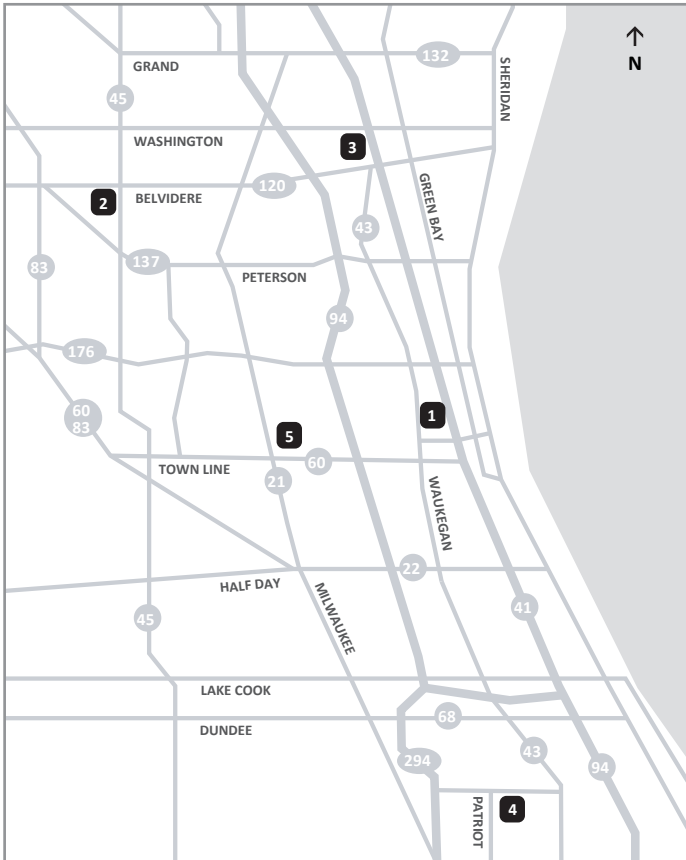 N
GRAND
132
SHERIDAN
45
WASHINGTON
3
120
BELVIDERE
2
GREEN BAY
43
137
83
PETERSON
94
176
60
83
1
5
TOWN LINE
60
21
WAUKEGAN
22
HALF DAY
MILWAUKEE
41
45
LAKE COOK
68
DUNDEE
43
294
94
PATRIOT
4